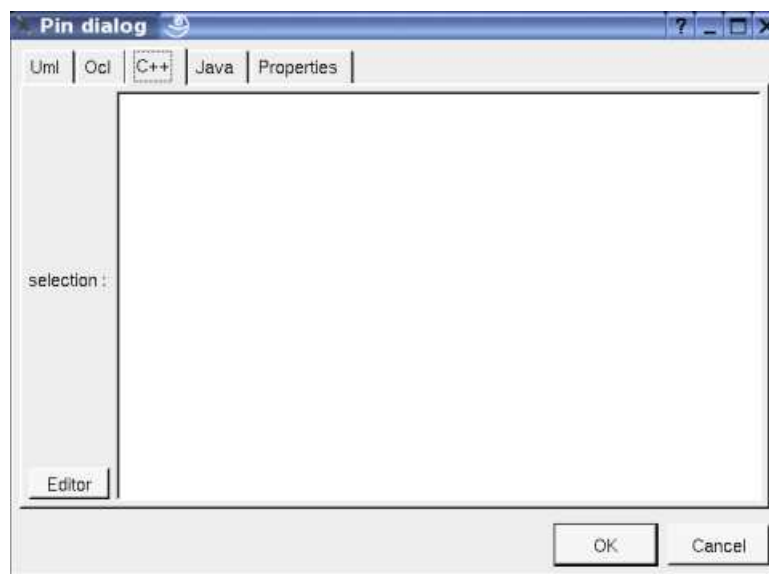 Pin dialog ?
Uml Ocl C++ Java Properties
selection :
Editor
OK Cancel